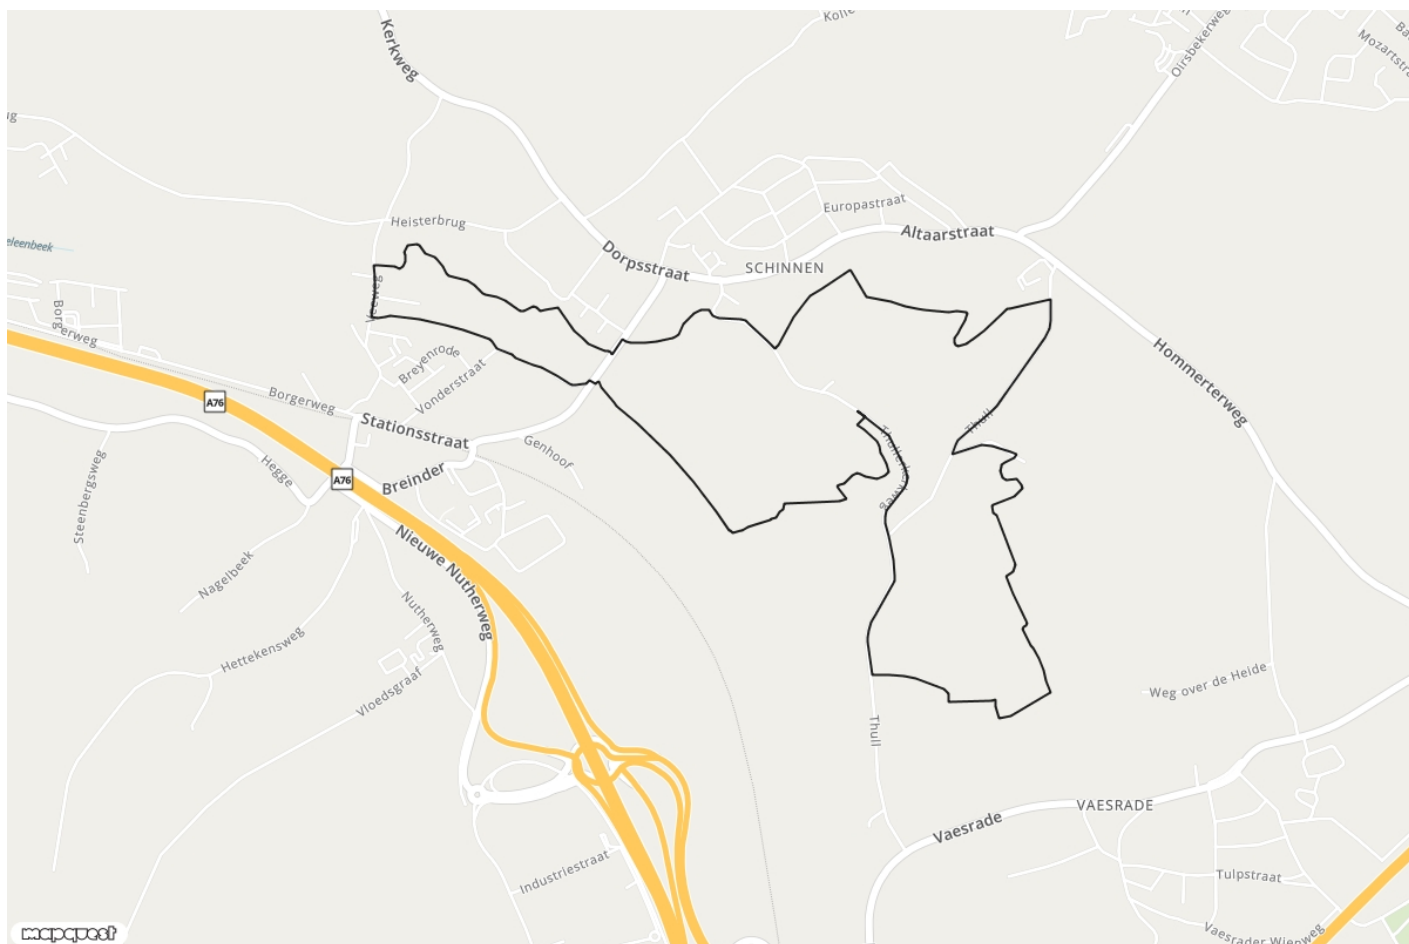 Kerkweg
Oirsbekerweg
Heisterbrug
Europastraat
Altaarstraat
Dorpsstraat
SCHINNEN
Veeweg
Borgerweg
Breyenrode
Vonderstraat
A76
Borgerweg
Stationsstraat
Hommerterweg
Thull
Genhoof
Breinder
Hegge
A76
Steenbergsweg
Nieuwe Nutherweg
Nagelbeek
Nutherweg
Hettekensweg
Vloedsgraaf
Weg over de Heide
Thull
VAESRADE
Vaesrade
Industriestraat
Tulpstraat
Vaesrader Wienweg
mapquest